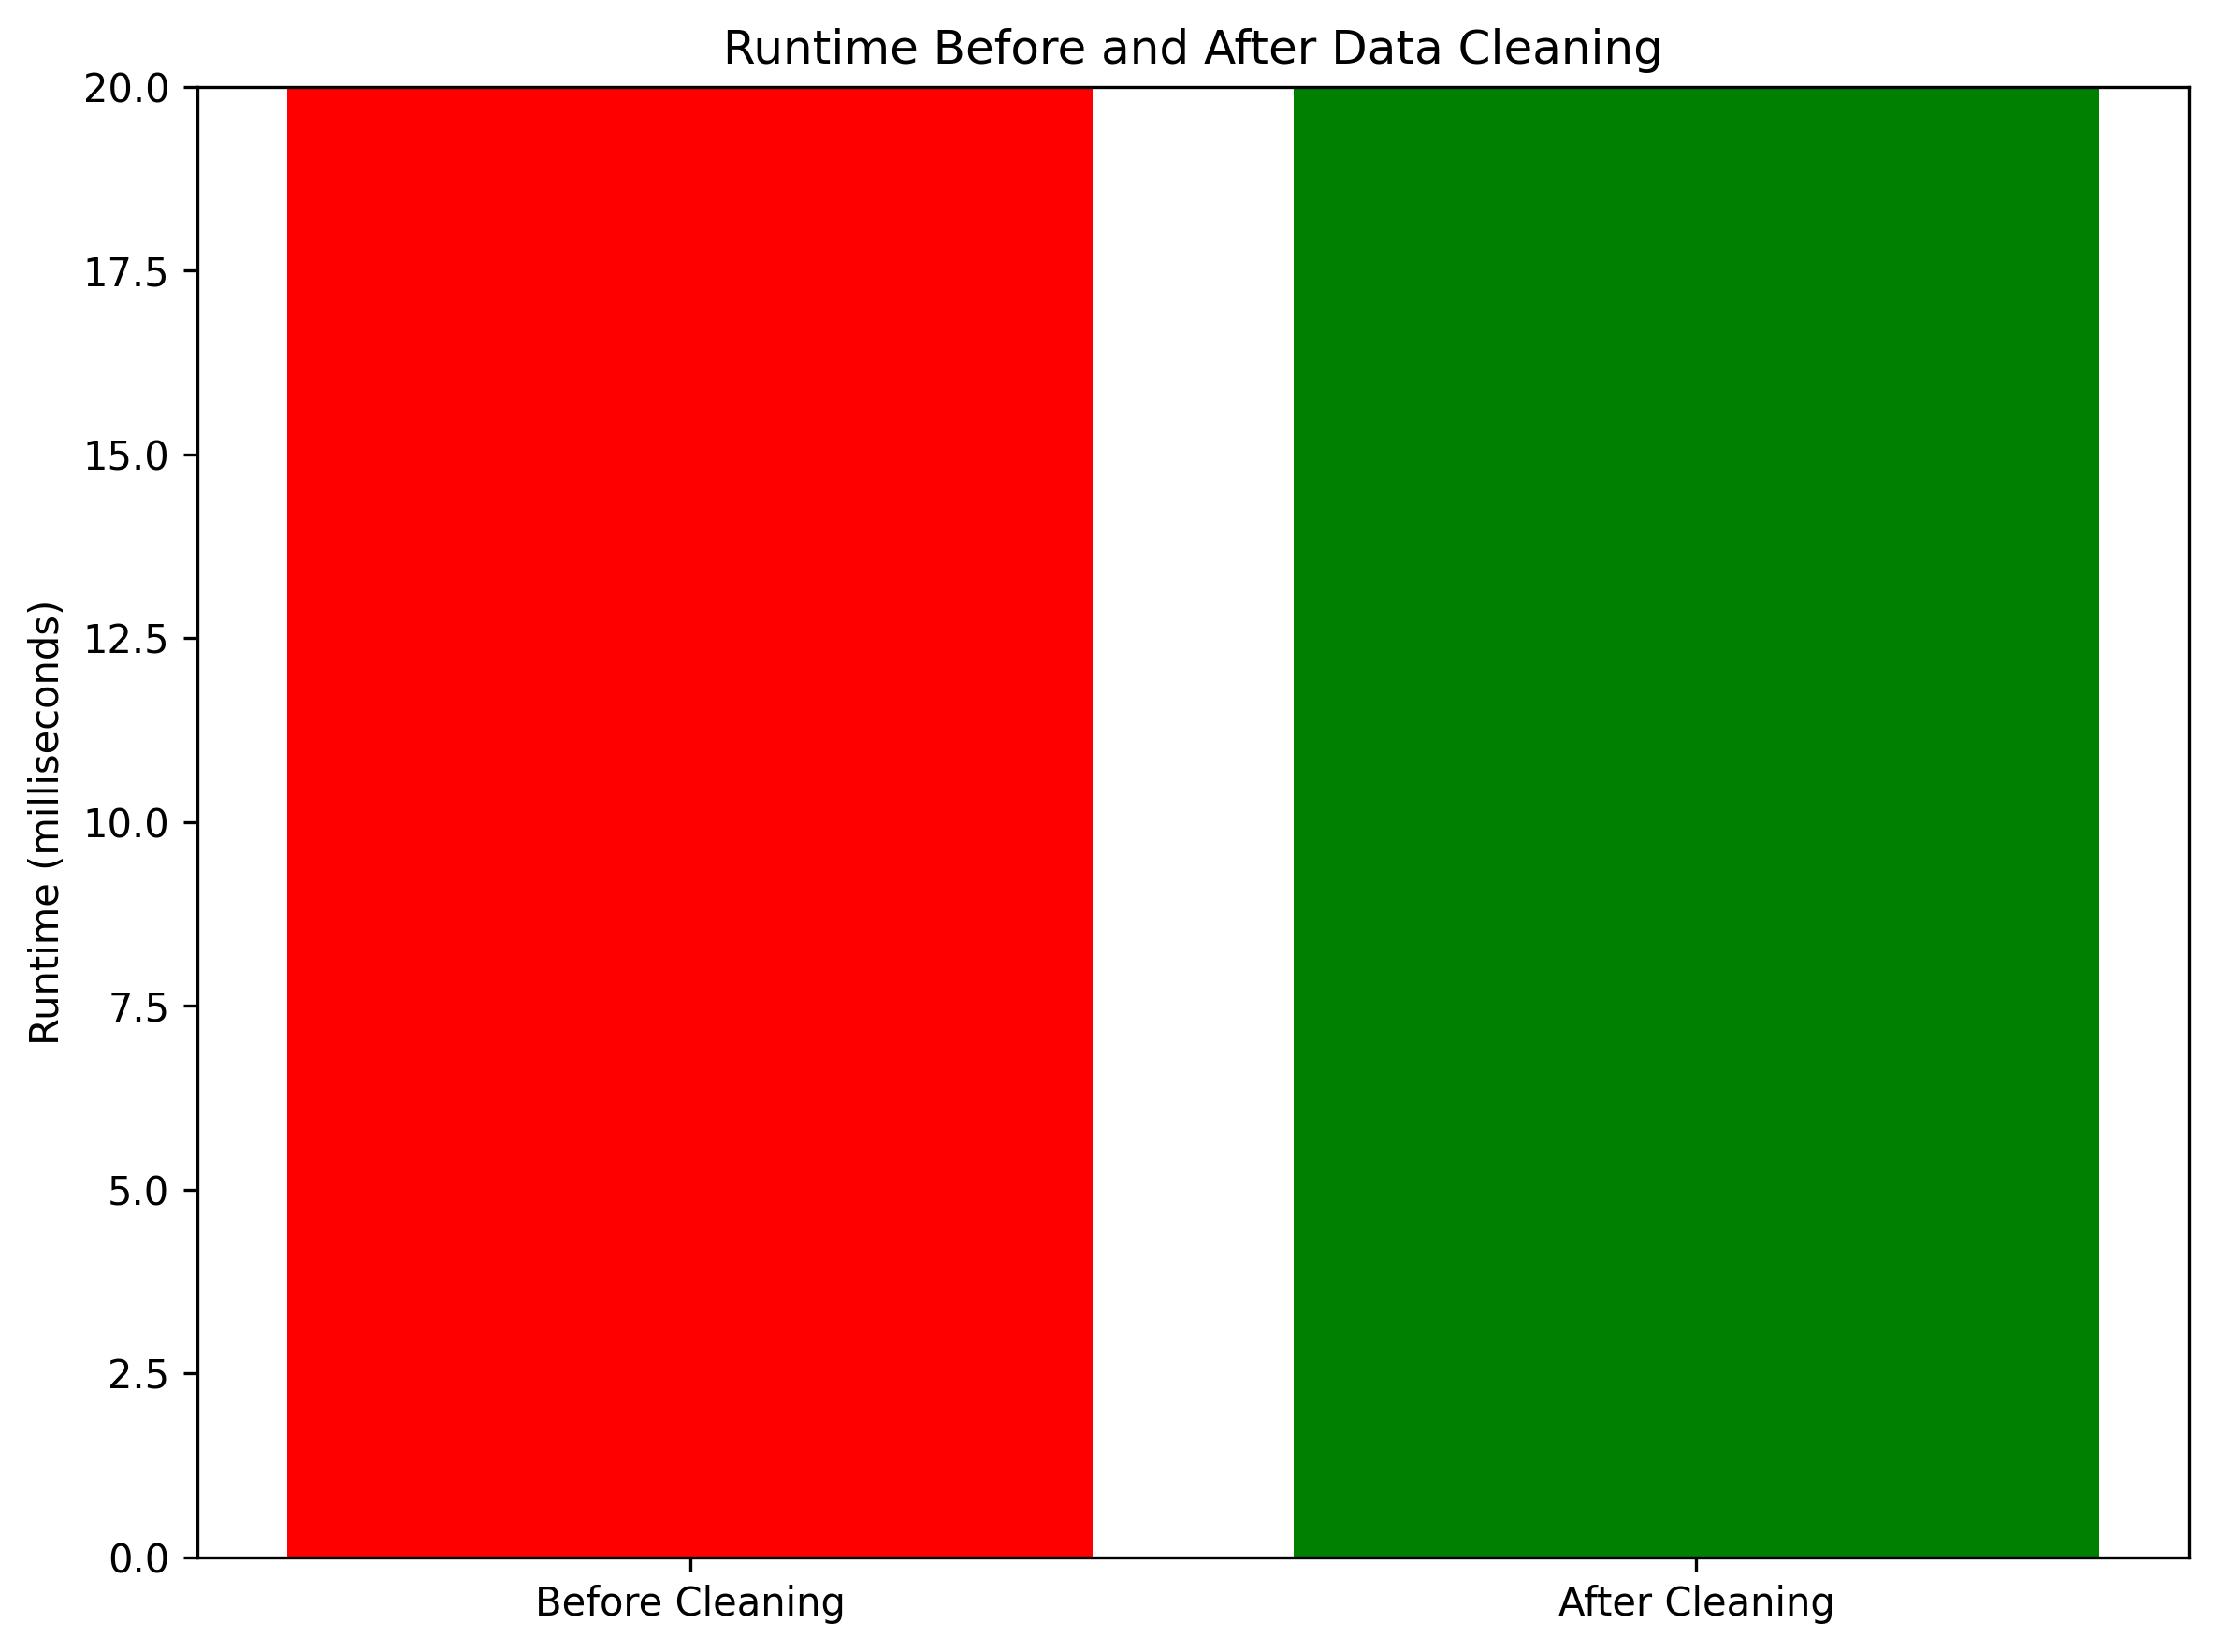 Runtime Before and After Data Cleaning
20.0
17.5
15.0
12.5
10.0
7.5
5.0
2.5
0.0
Runtime (milliseconds)
Before Cleaning
After Cleaning